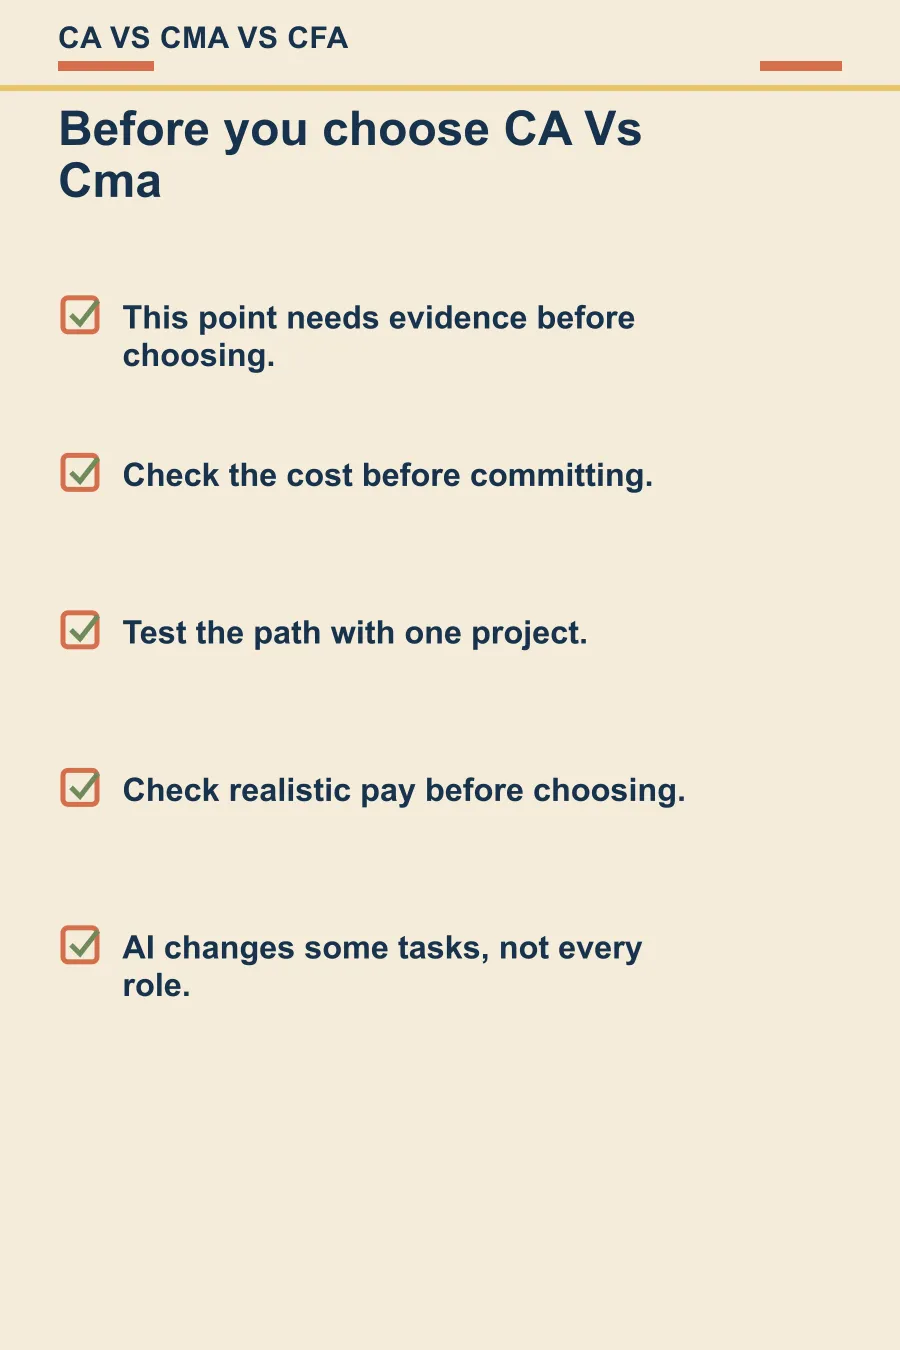 CA VS CMA VS CFA
Before you choose CA Vs
Cma
This point needs evidence before
choosing.
Check the cost before committing.
Test the path with one project.
Check realistic pay before choosing.
AI changes some tasks, not every
role.